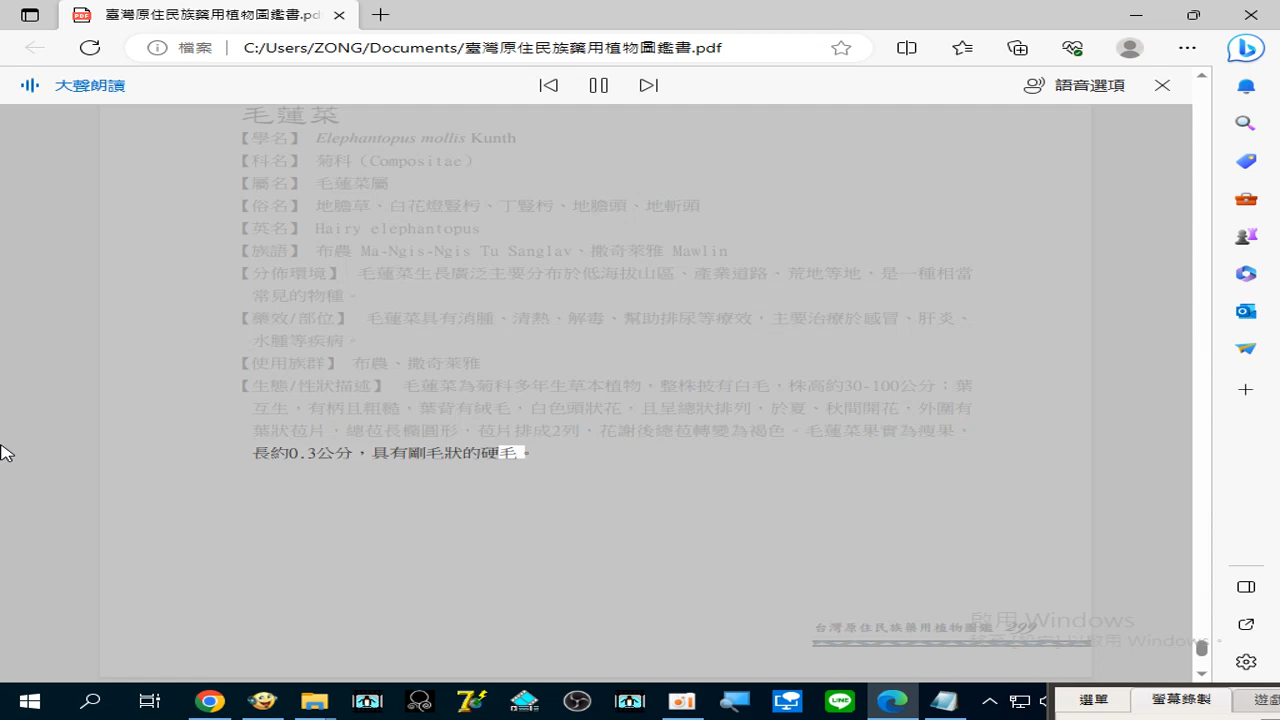 臺灣原住民族藥用植物圖鑑書.pd
檔案
C:/Users/ZONG/Documents/臺灣原住民族藥用植物圖鑑書.pdf
大聲朗讀
語音選項
毛蓮菜
【學名】 Elephantopus mollis Kunth
【科名】 菊科（Compositae）
【屬名】 毛蓮菜屬
【俗名】 地膽草、白花燈豎杇、丁豎杇、地膽頭、地斬頭
【英名】 Hairy elephantopus
【族語】 布農 Ma-Ngis-Ngis Tu Sanglav、撒奇萊雅 Mawlin
【分佈環境】 毛蓮菜生長廣泛主要分布於低海拔山區、產業道路、荒地等地，是一種相當
常見的物種。
【藥效/部位】 毛蓮菜具有消腫、清熱、解毒、幫助排尿等療效，主要治療於感冒、肝炎、
水腫等疾病。
【使用族群】 布農、撒奇萊雅
【生態/性狀描述】 毛蓮菜為菊科多年生草本植物，整株披有白毛，株高約30-100公分；葉
互生，有柄且粗糙，葉背有絨毛，白色頭狀花，且呈總狀排列，於夏、秋間開花，外圍有
葉狀苞片，總苞長橢圓形，苞片排成2列，花謝後總苞轉變為褐色。毛蓮菜果實為瘦果，
長約0.3公分，具有剛毛狀的硬毛。
台灣原住民族藥用植物圖鑑 299
啟用 Windows
移至 [設定] 以啟用 Windows。
選單
螢幕錄製
遊戲